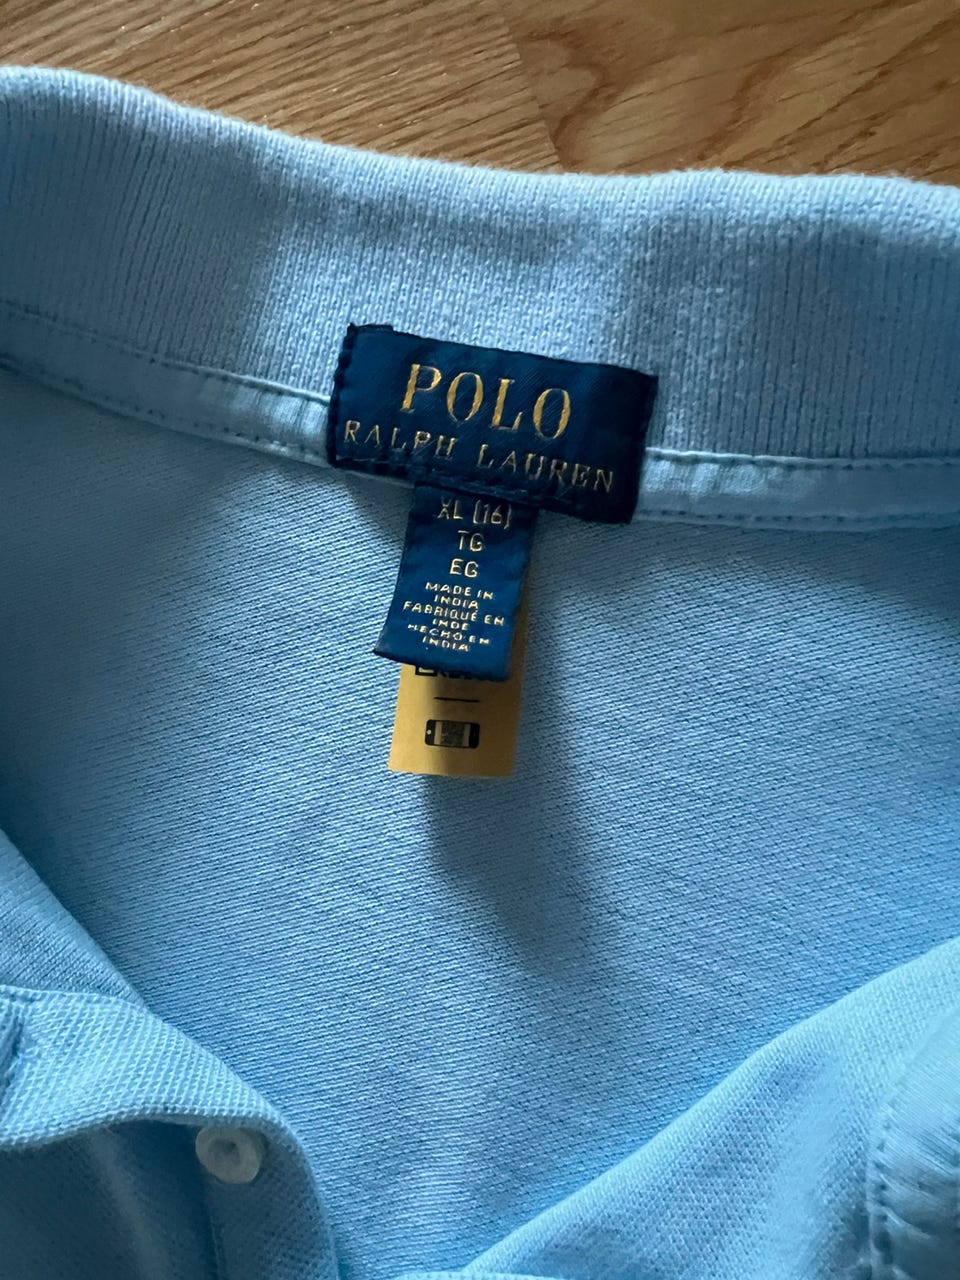 POLO
RALPH LAUREN
XL (16)
TG
EG
MADE IN
INDIA
FABRIQUÉ EN
INDE
HECHO EN
INDIA